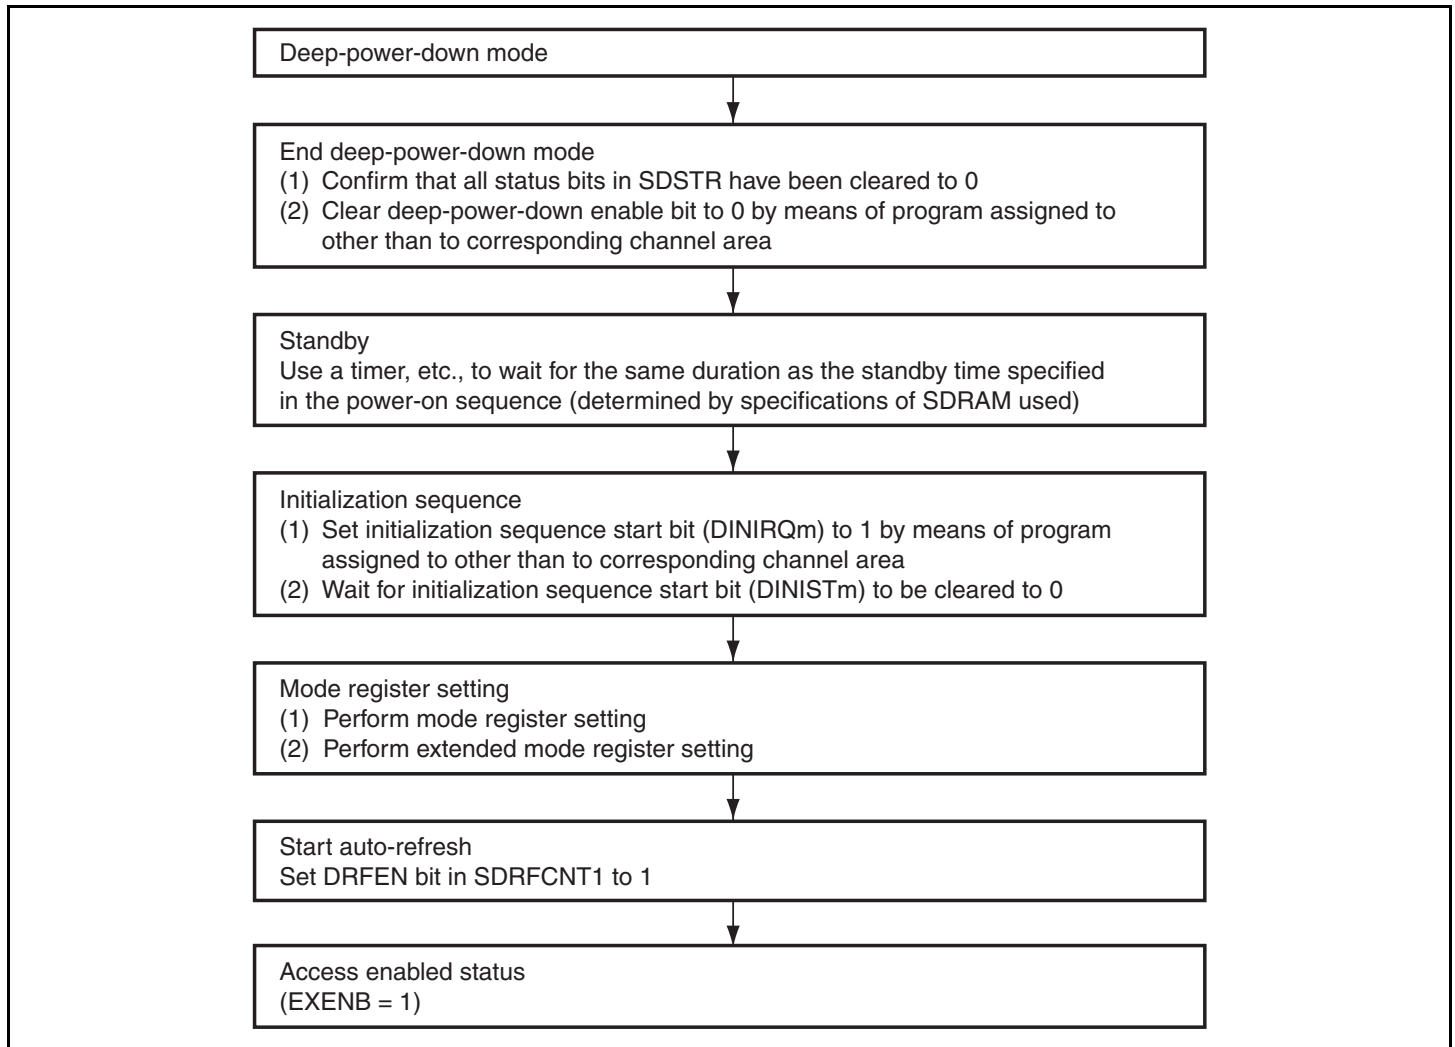 Deep-power-down mode
End deep-power-down mode
(1) Confirm that all status bits in SDSTR have been cleared to 0
(2) Clear deep-power-down enable bit to 0 by means of program assigned to
other than to corresponding channel area
Standby
Use a timer, etc., to wait for the same duration as the standby time specified
in the power-on sequence (determined by specifications of SDRAM used)
Initialization sequence
(1) Set initialization sequence start bit (DINIRQm) to 1 by means of program
assigned to other than to corresponding channel area
(2) Wait for initialization sequence start bit (DINISTm) to be cleared to 0
Mode register setting
(1) Perform mode register setting
(2) Perform extended mode register setting
Start auto-refresh
Set DRFEN bit in SDRFCNT1 to 1
Access enabled status
(EXENB = 1)